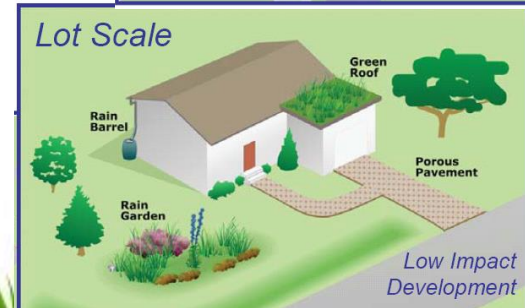 Lot Scale
Green
Roof
Rain
Barrel
Porous
Pavement
Rain
Garden
Low Impact
Development